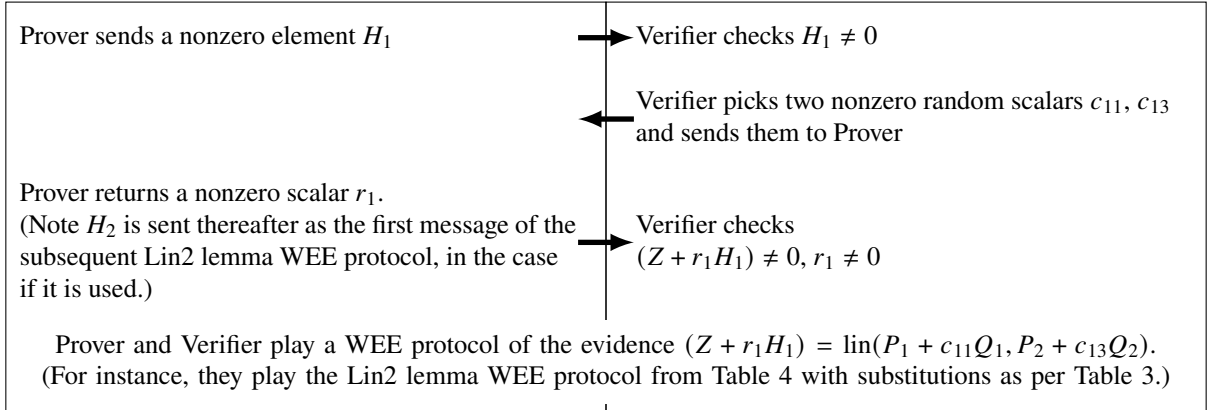 Prover sends a nonzero element H₁
Verifier checks H₁ ≠ 0
Verifier picks two nonzero random scalars c₁₁, c₁₃
and sends them to Prover
Prover returns a nonzero scalar r₁.
(Note H₂ is sent thereafter as the first message of the
subsequent Lin2 lemma WEE protocol, in the case
if it is used.)
Verifier checks
(Z + r₁H₁) ≠ 0, r₁ ≠ 0
Prover and Verifier play a WEE protocol of the evidence (Z + r₁H₁) = lin(P₁ + c₁₁Q₁, P₂ + c₁₃Q₂).
(For instance, they play the Lin2 lemma WEE protocol from Table 4 with substitutions as per Table 3.)